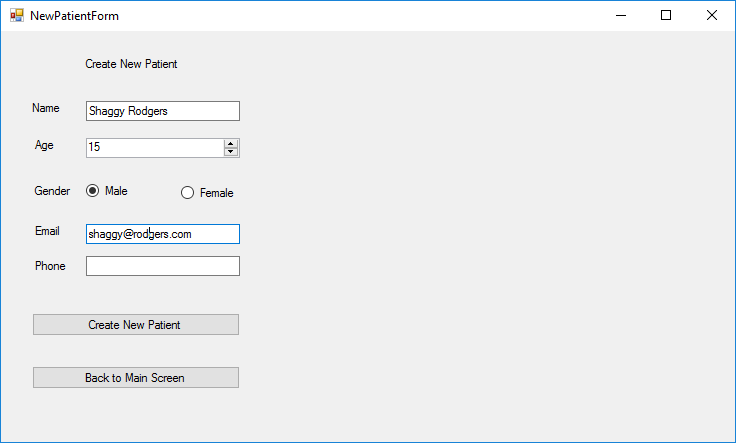 NewPatientForm
Create New Patient
Name Shaggy Rodgers
Age 15
Gender Male Female
Email shaggy@rodgers.com
Phone
Create New Patient
Back to Main Screen